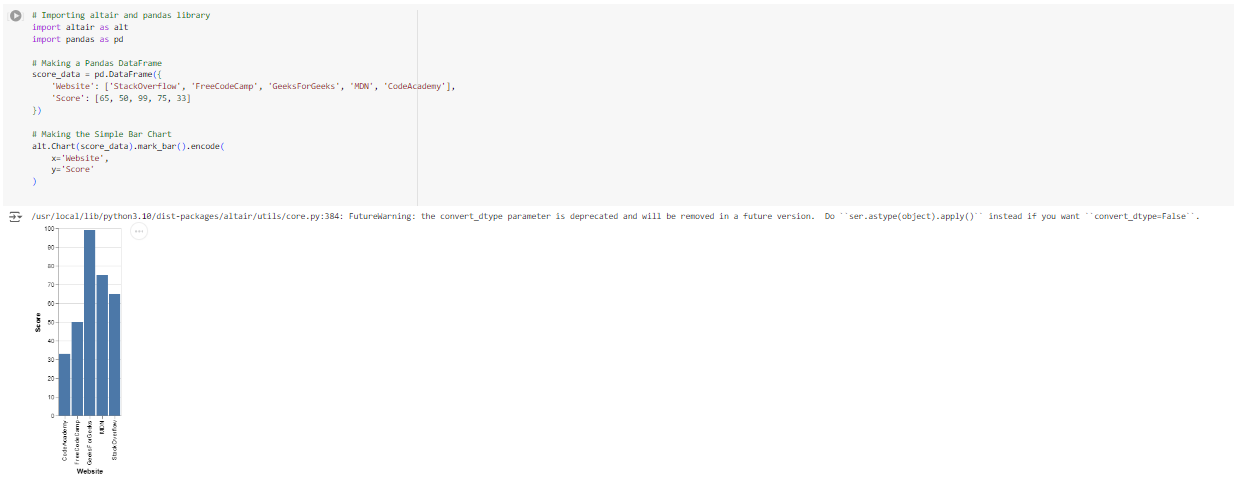 # Importing altair and pandas library
import altair as alt
import pandas as pd
# Making a Pandas DataFrame
score_data = pd.DataFrame({
    'Website': ['StackOverflow', 'FreeCodeCamp', 'GeeksForGeeks', 'MDN', 'CodeAcademy'],
    'Score': [65, 50, 99, 75, 33]
})
# Making the Simple Bar Chart
alt.Chart(score_data).mark_bar().encode(
    x='Website',
    y='Score'
)
/usr/local/lib/python3.10/dist-packages/altair/utils/core.py:384: FutureWarning: the convert_dtype parameter is deprecated and will be removed in a future version.  Do ``ser.astype(object).apply()`` instead if you want ``convert_dtype=False``.
100
90
80
70
60
50
40
30
20
10
0
Score
CodeAcademy
FreeCodeCamp
GeeksForGeeks
MDN
StackOverflow
Website